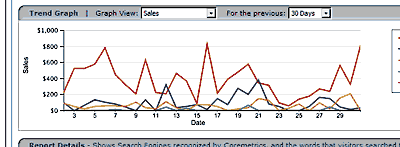 Trend Graph | Graph View: Sales For the previous: 30 Days
$1,000
$800
$600
$400
$200
$0
Sales
3 5 7 9 11 13 15 17 19 21 23 25 27 29
Date
Report Details - Shows Search Engines recognized by Coremetrics, and the words that visitors searched